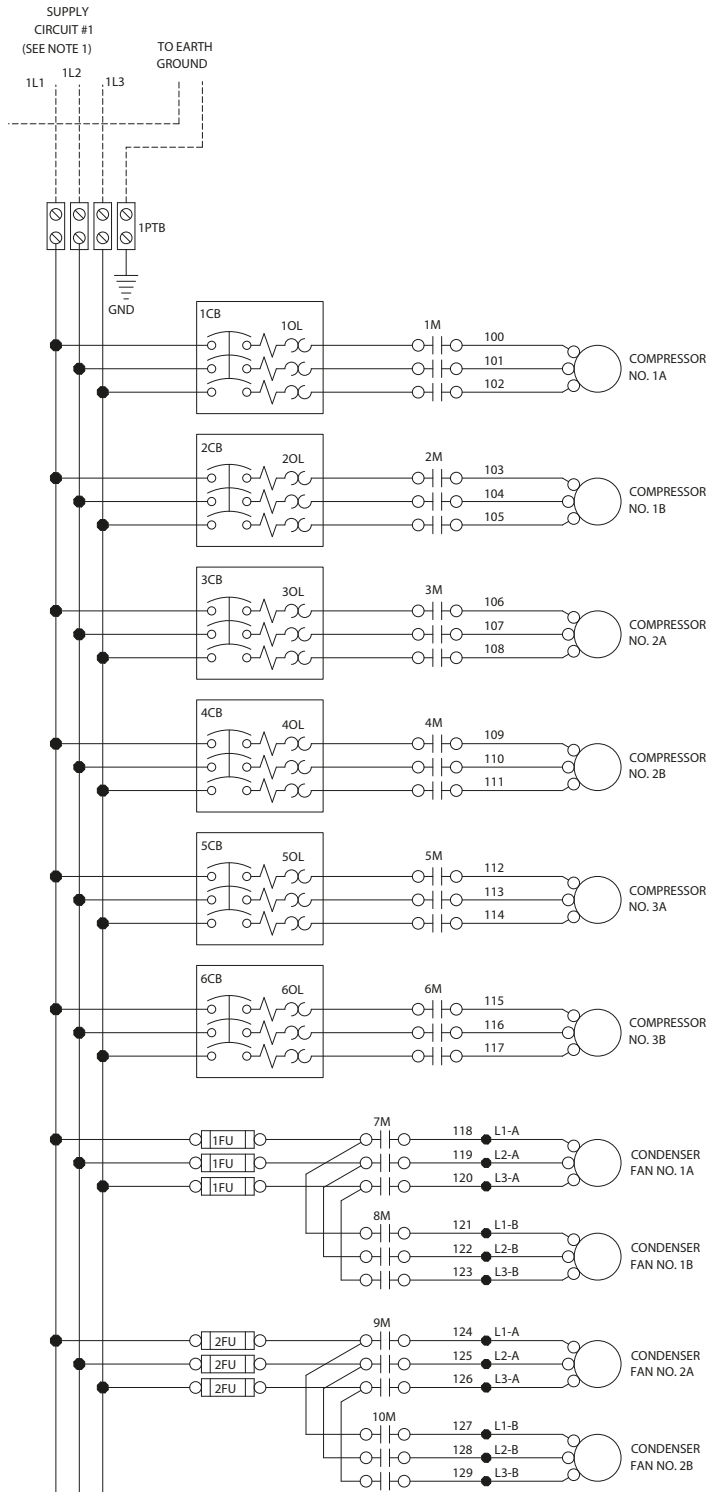 SUPPLY
CIRCUIT #1
(SEE NOTE 1)
TO EARTH
GROUND
1L1
1L2
1L3
1PTB
GND
1CB
1OL
1M
100
101
102
COMPRESSOR
NO. 1A
2CB
2OL
2M
103
104
105
COMPRESSOR
NO. 1B
3CB
3OL
3M
106
107
108
COMPRESSOR
NO. 2A
4CB
4OL
4M
109
110
111
COMPRESSOR
NO. 2B
5CB
5OL
5M
112
113
114
COMPRESSOR
NO. 3A
6CB
6OL
6M
115
116
117
COMPRESSOR
NO. 3B
7M
1FU
118 L1-A
1FU
119 L2-A
1FU
120 L3-A
CONDENSER
FAN NO. 1A
8M
121 L1-B
122 L2-B
123 L3-B
CONDENSER
FAN NO. 1B
9M
2FU
124 L1-A
2FU
125 L2-A
2FU
126 L3-A
CONDENSER
FAN NO. 2A
10M
127 L1-B
128 L2-B
129 L3-B
CONDENSER
FAN NO. 2B